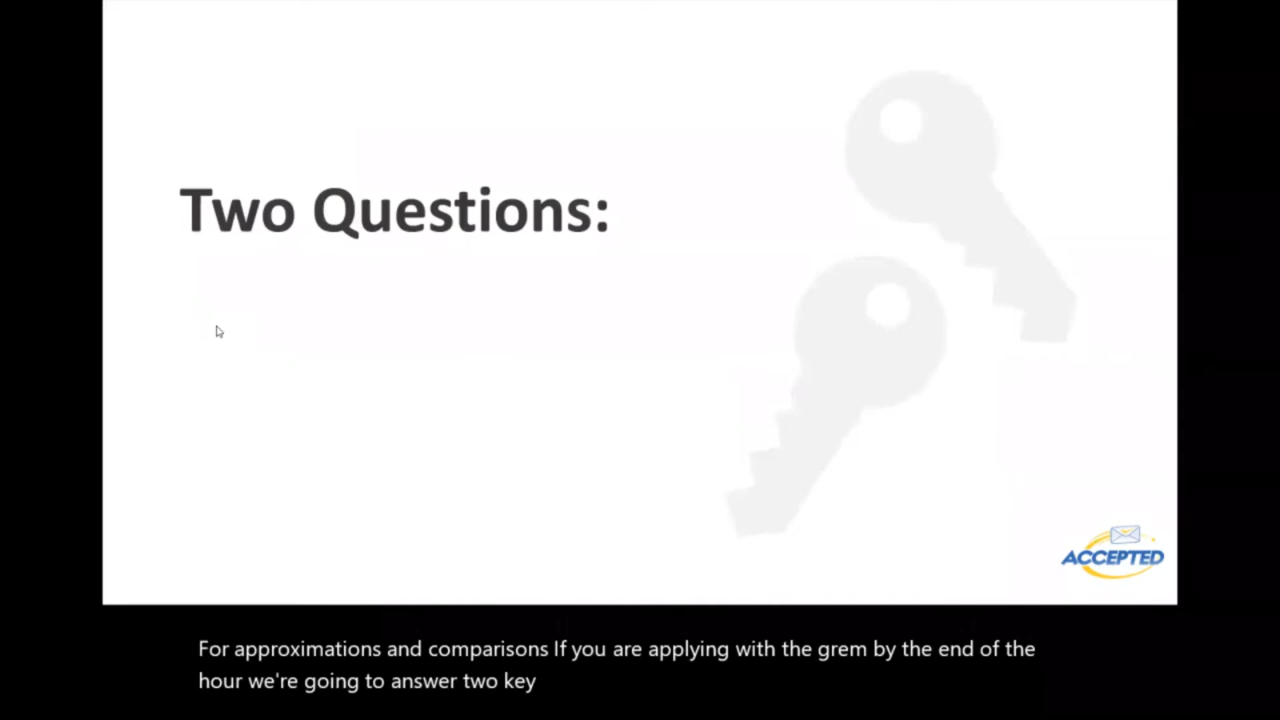 Two Questions:
ACCEPTED
For approximations and comparisons If you are applying with the grem by the end of the
hour we're going to answer two key